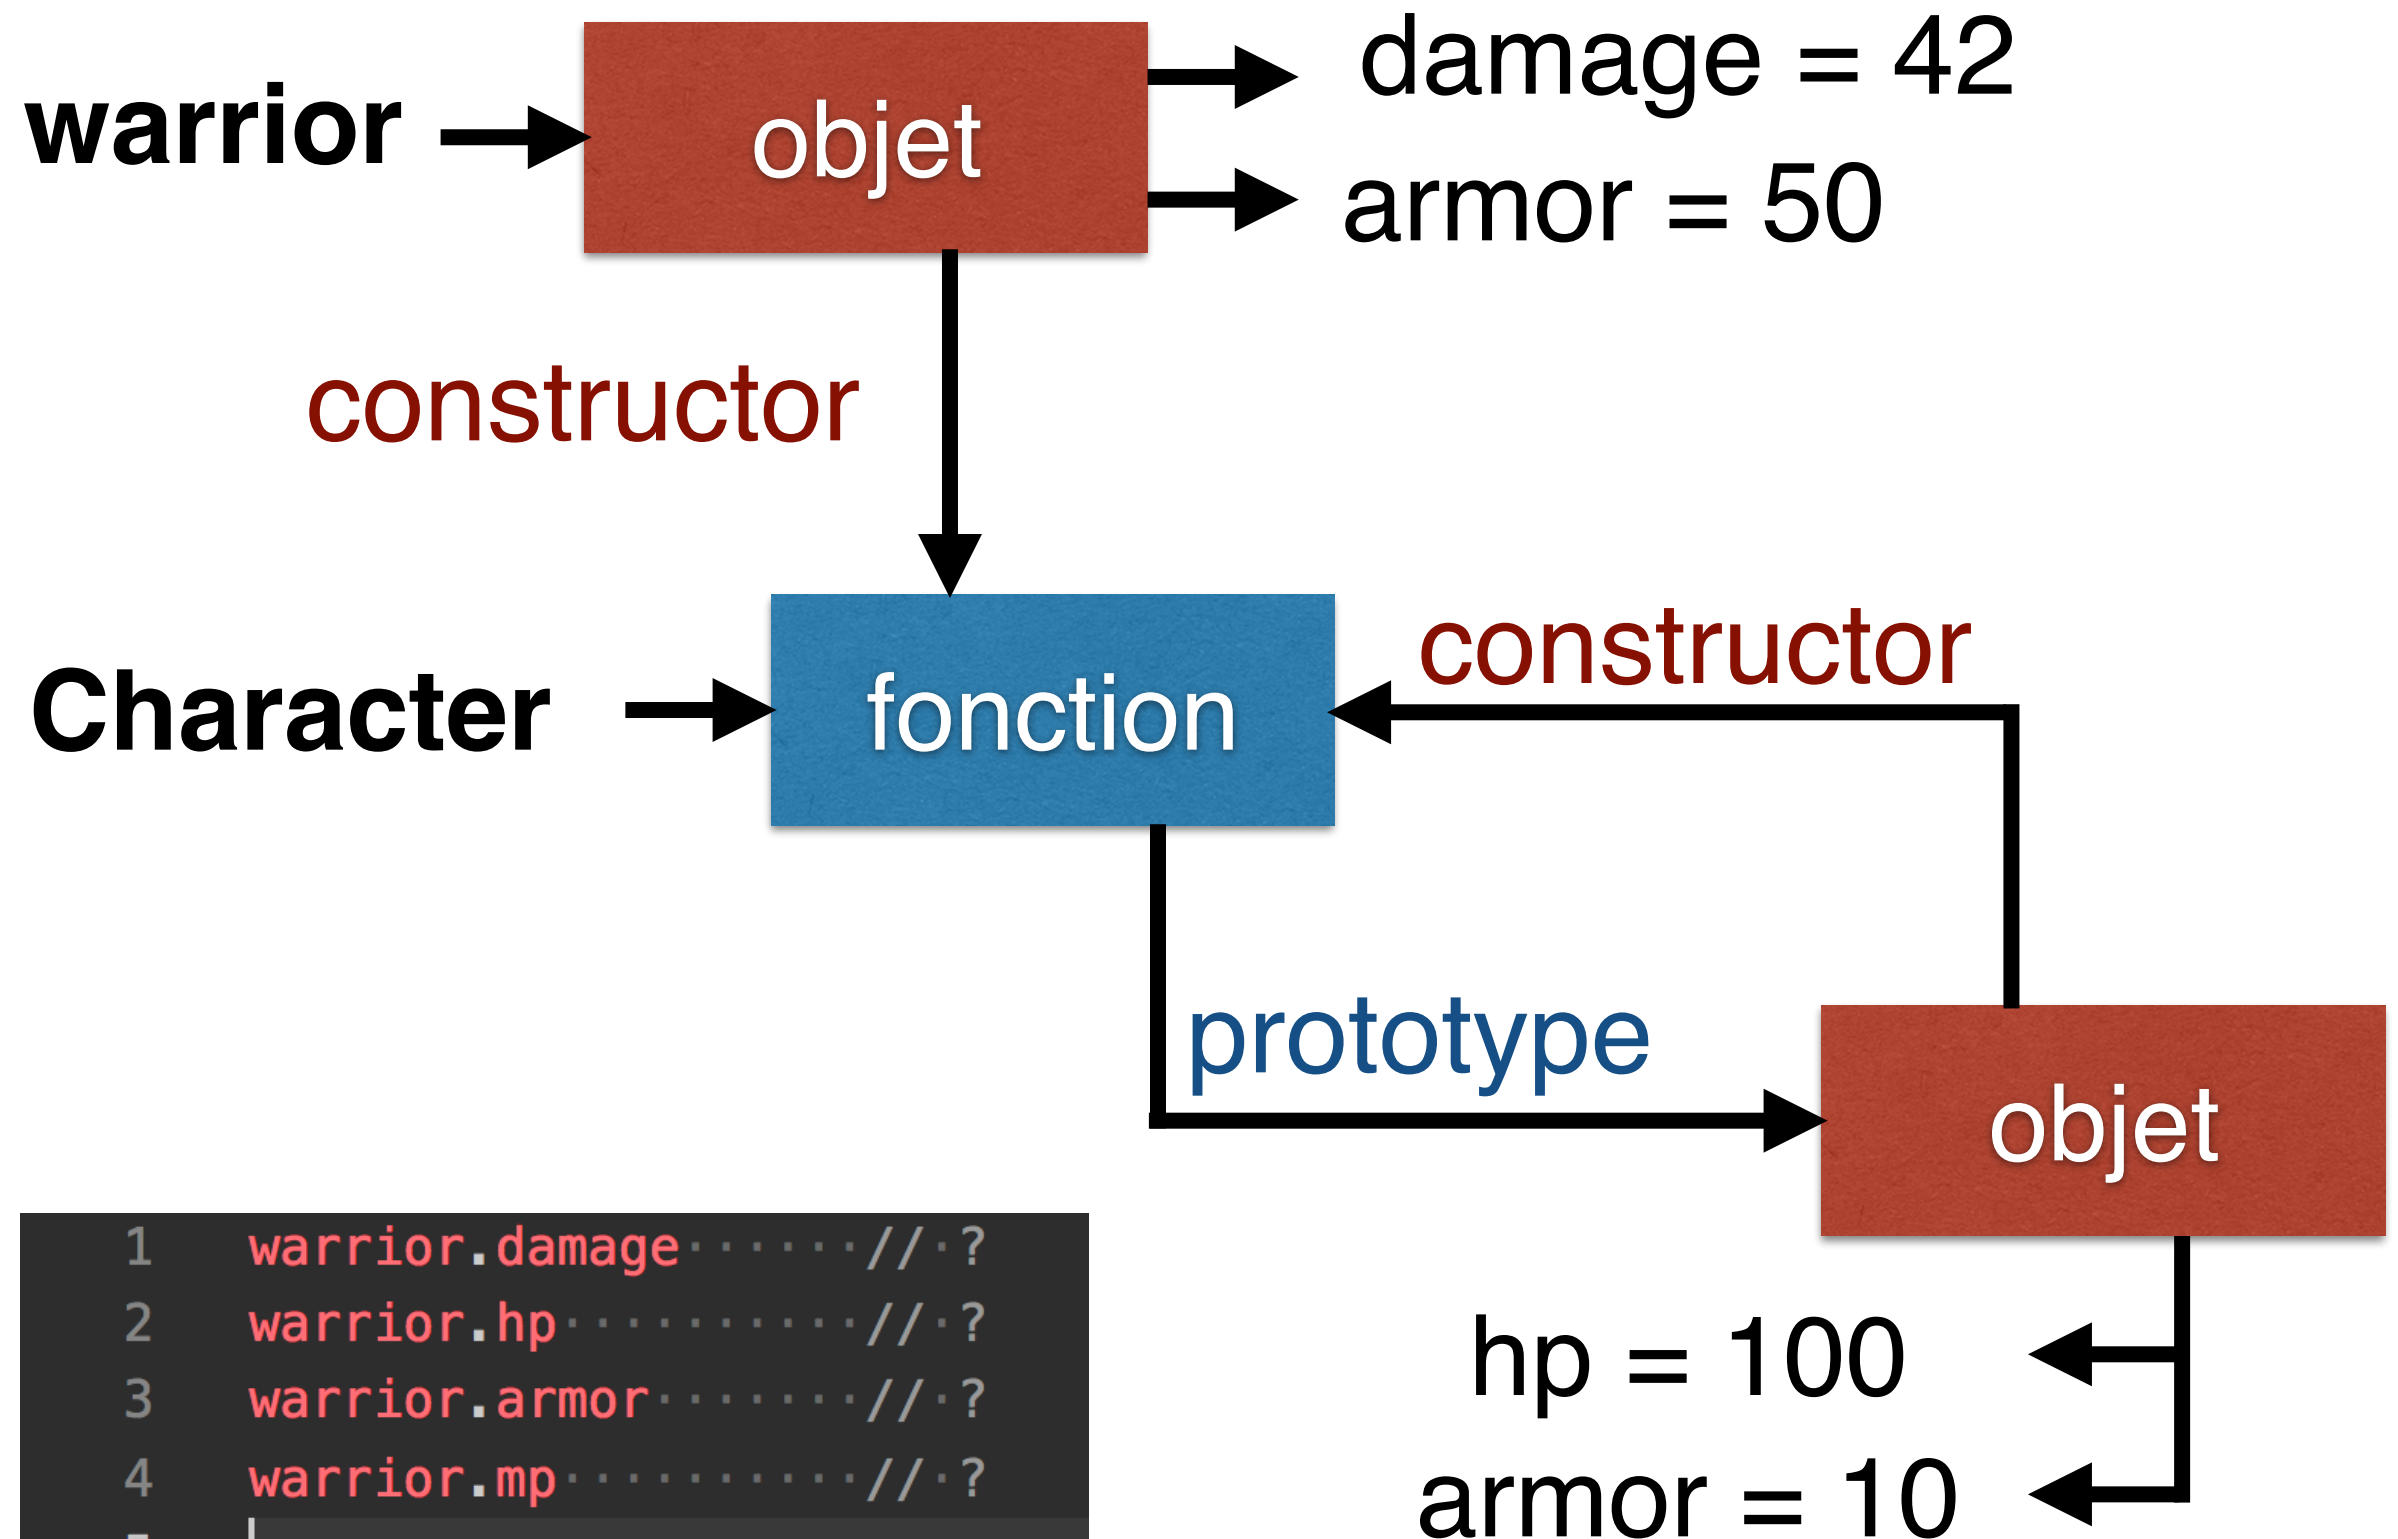 damage = 42
warrior
objet
armor = 50
constructor
constructor
Character
fonction
prototype
objet
1 warrior.damage······//·?
2 warrior.hp··········//·?
3 warrior.armor·······//·?
4 warrior.mp··········//·?
hp = 100
armor = 10